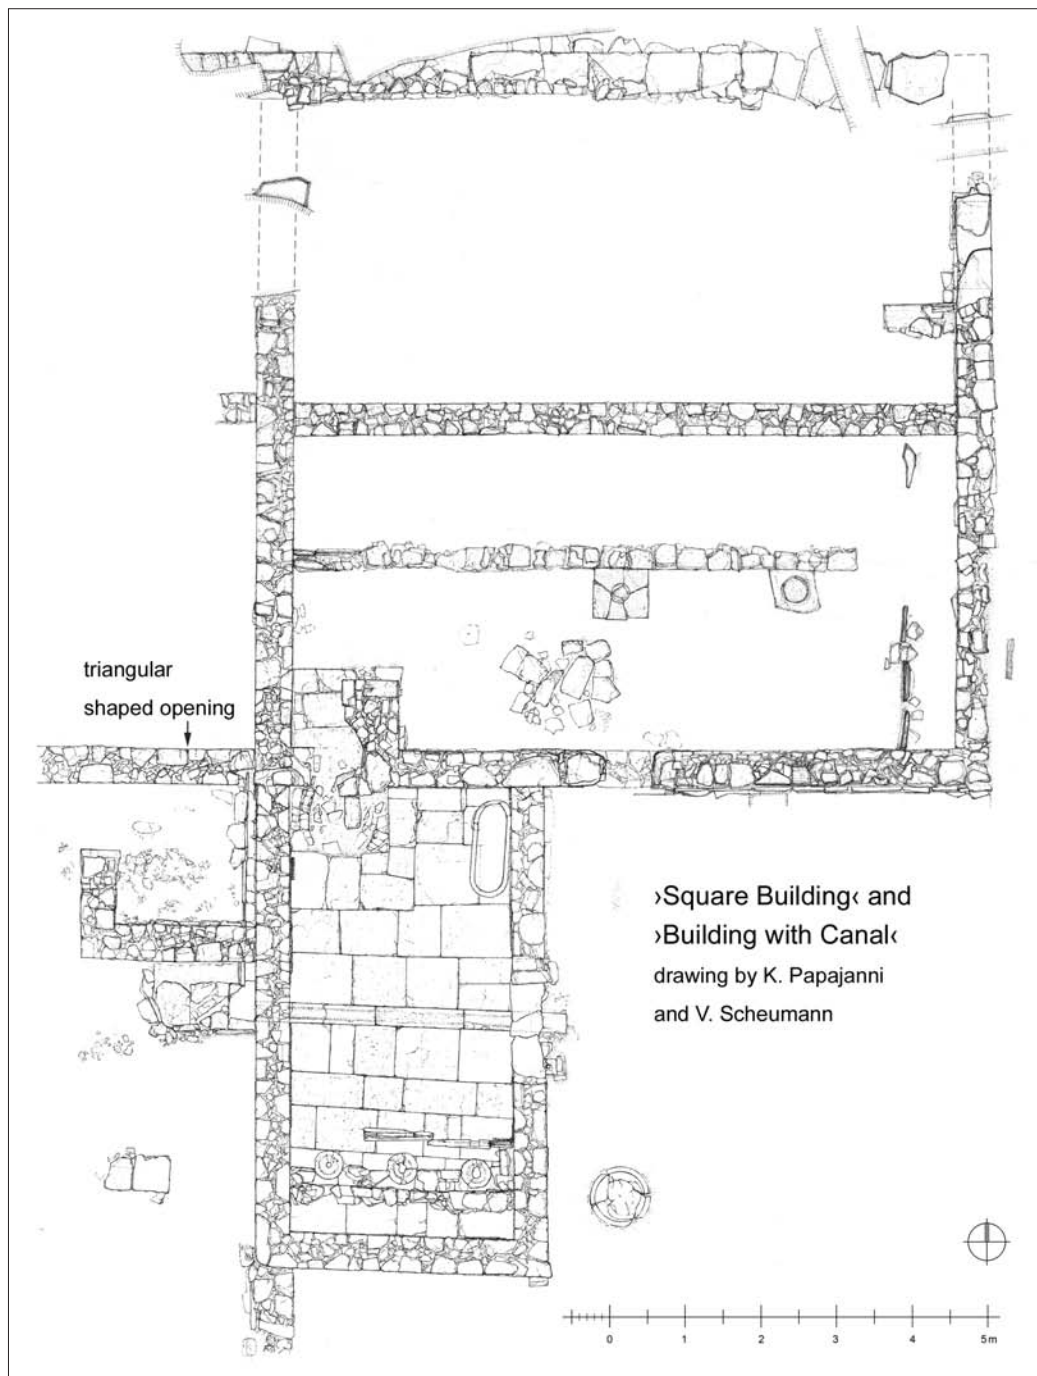 triangular
shaped opening
›Square Building‹ and
›Building with Canal‹
drawing by K. Papajanni
and V. Scheumann
0 1 2 3 4 5m